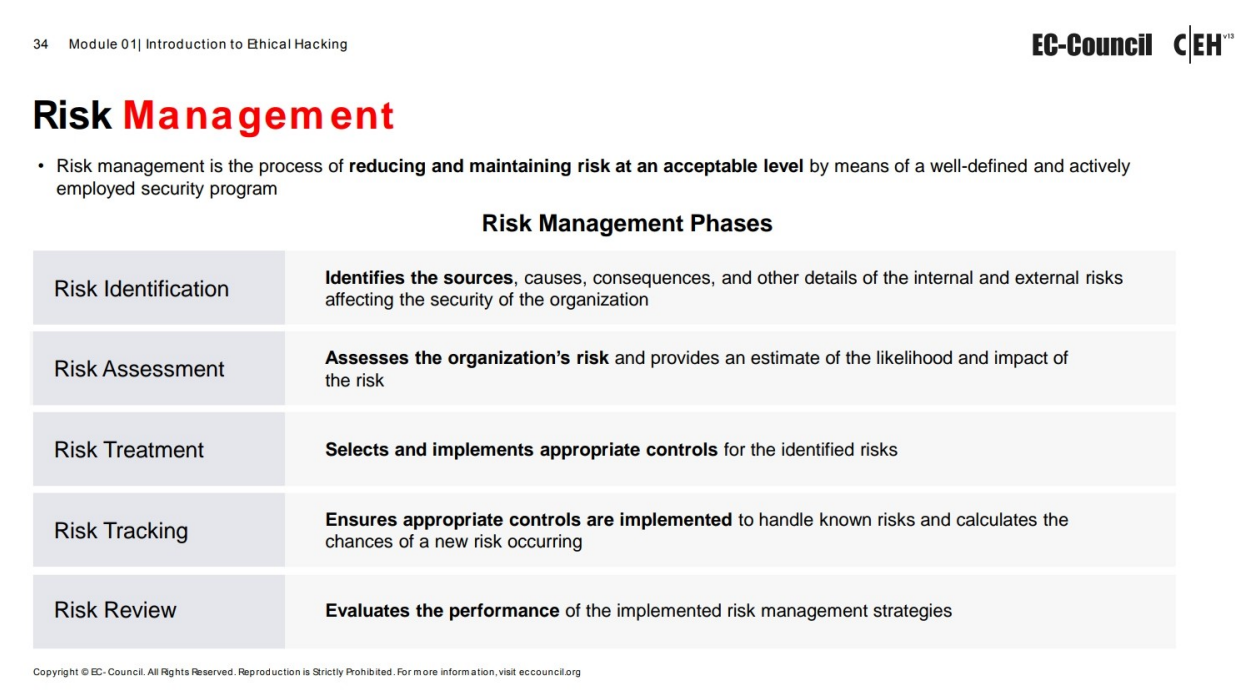 34 Module 01| Introduction to Ethical Hacking
EC-Council C|EH v13
Risk Management
• Risk management is the process of reducing and maintaining risk at an acceptable level by means of a well-defined and actively
employed security program
Risk Management Phases
Risk Identification
Identifies the sources, causes, consequences, and other details of the internal and external risks
affecting the security of the organization
Risk Assessment
Assesses the organization’s risk and provides an estimate of the likelihood and impact of
the risk
Risk Treatment
Selects and implements appropriate controls for the identified risks
Risk Tracking
Ensures appropriate controls are implemented to handle known risks and calculates the
chances of a new risk occurring
Risk Review
Evaluates the performance of the implemented risk management strategies
Copyright © EC-Council. All Rights Reserved. Reproduction is Strictly Prohibited. For more information, visit eccouncil.org